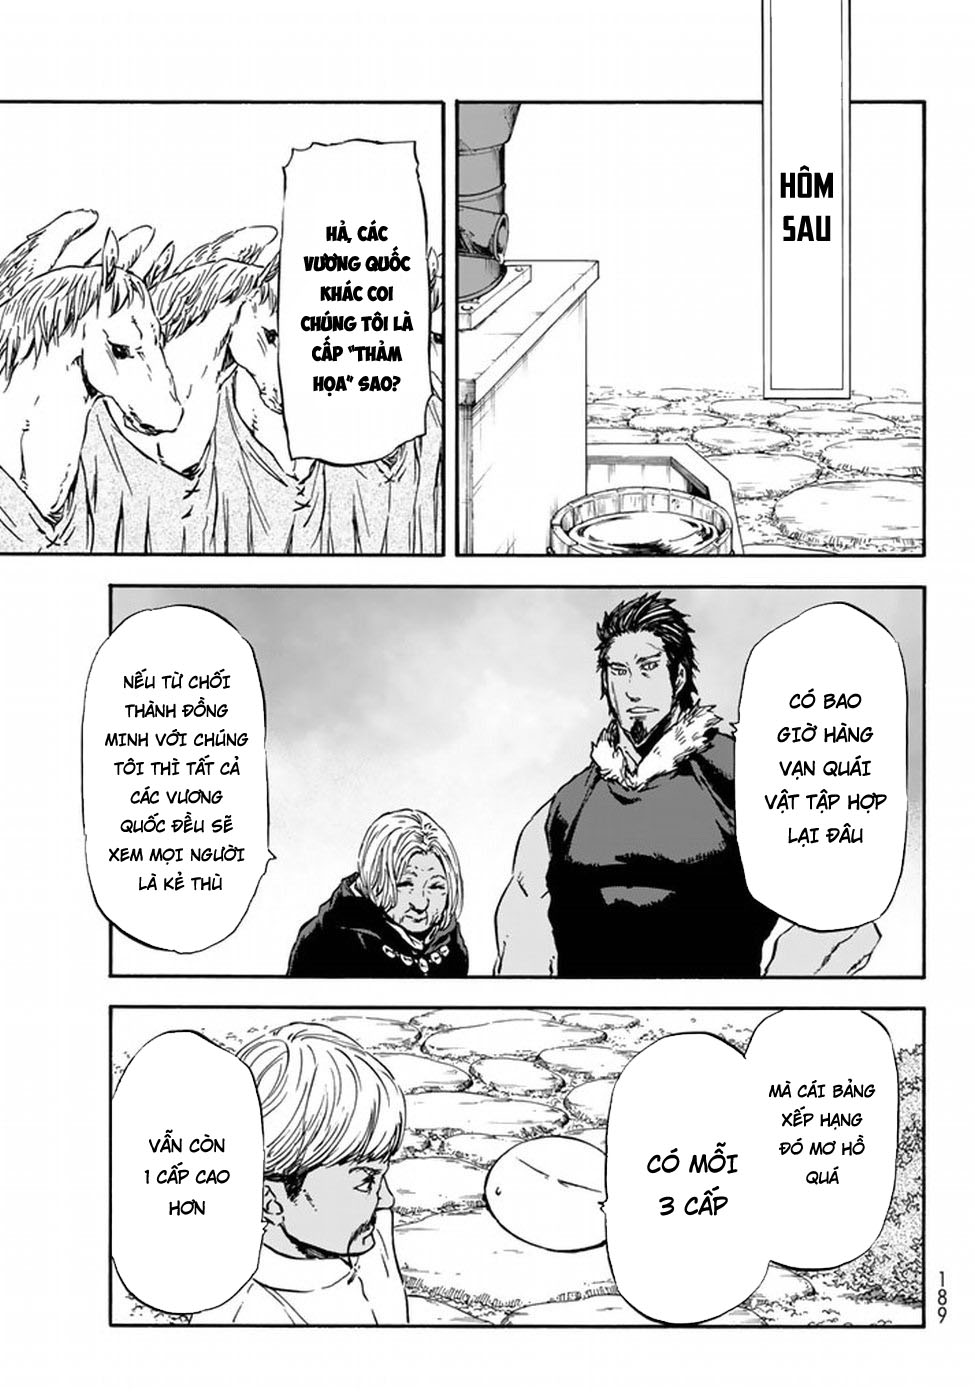 HÔM
SAU
HẢ, CÁC
VƯƠNG QUỐC
KHÁC COI
CHÚNG TÔI LÀ
CẤP "THẢM
HỌA" SAO?
CÓ BAO
GIỜ HÀNG
VẠN QUÁI
VẬT TẬP HỢP
LẠI ĐÂU
NẾU TỪ CHỐI
THÀNH ĐỒNG
MINH VỚI CHÚNG
TÔI THÌ TẤT CẢ
CÁC VƯƠNG
QUỐC ĐỀU SẼ
XEM MỌI NGƯỜI
LÀ KẺ THÙ
MÀ CÁI BẢNG
XẾP HẠNG
ĐÓ MƠ HỒ
QUÁ
CÓ MỖI
3 CẤP
VẪN CÒN
1 CẤP CAO
HƠN
189